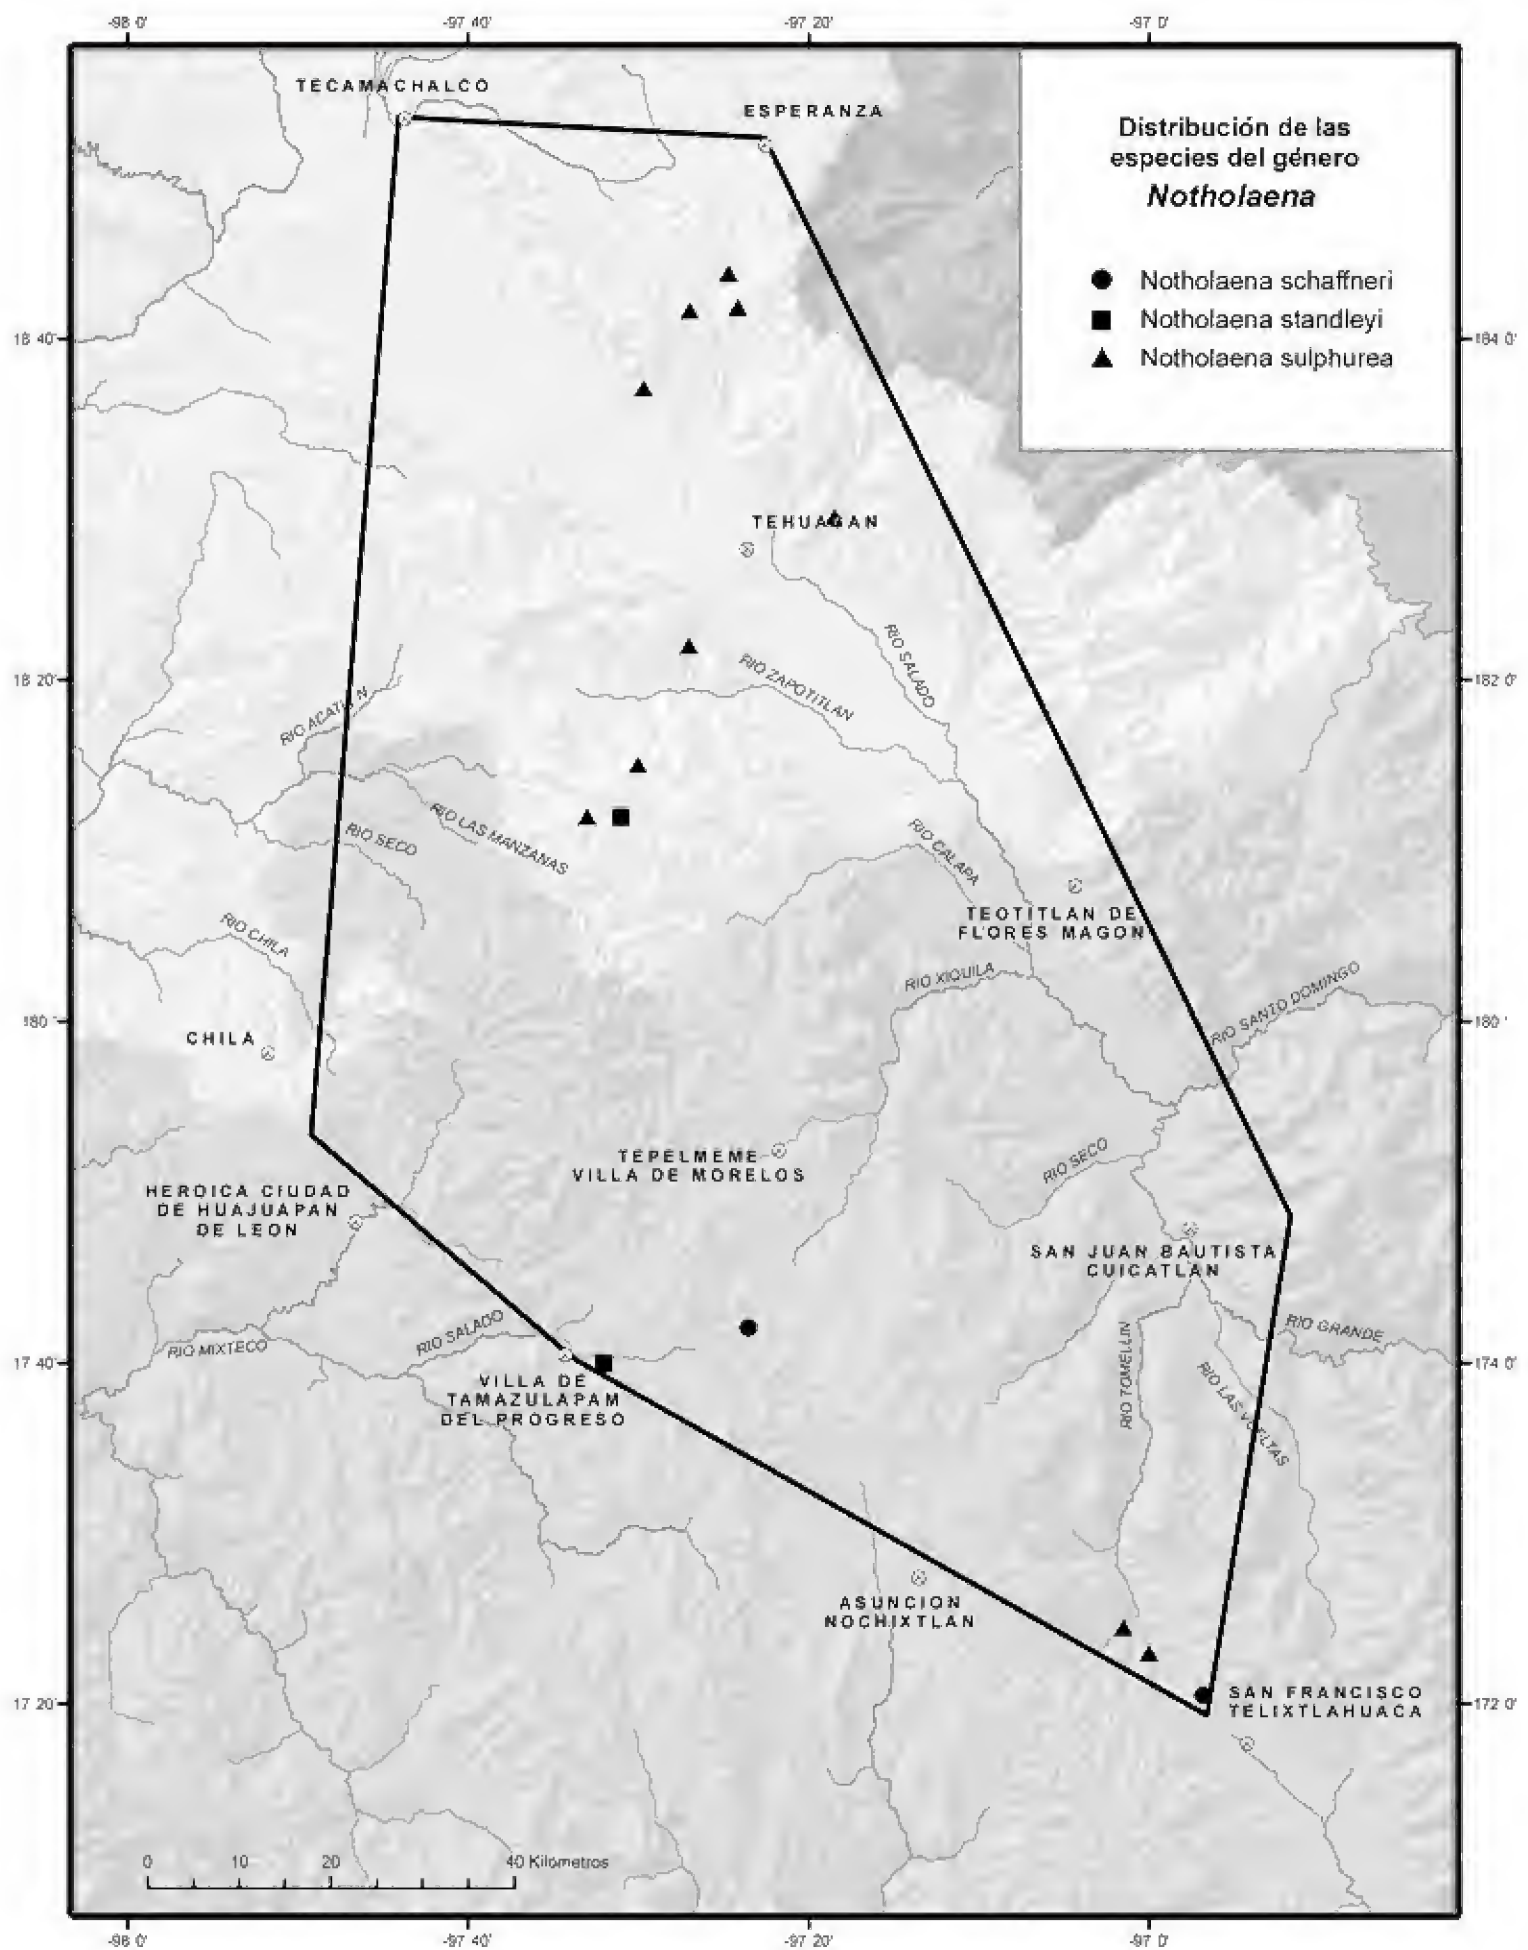 -98 0'
-97 40'
-97 20'
-97 0'
TECAMACHALCO
ESPERANZA
Distribución de las
especies del género
Notholaena
Notholaena schaffneri
Notholaena standleyi
Notholaena sulphurea
18 40'
184 0'
TEHUACAN
RIO SALADO
18 20'
182 0'
RIO ZAPOTITLAN
RIO ACATLAN
RIO LAS MANZANAS
RIO SECO
RIO CALAPA
TEOTITLAN DE
FLORES MAGON
RIO CHILA
RIO XIQUILA
RIO SANTO DOMINGO
180 '
180 '
CHILA
TEPELMEME
VILLA DE MORELOS
RIO SECO
HEROICA CIUDAD
DE HUAJUAPAN
DE LEON
SAN JUAN BAUTISTA
CUICATLAN
RIO SALADO
RIO MIXTECO
RIO GRANDE
RIO TOMELLIN
RIO LAS VUELTAS
17 40'
174 0'
VILLA DE
TAMAZULAPAM
DEL PROGRESO
ASUNCION
NOCHIXTLAN
17 20'
172 0'
SAN FRANCISCO
TELIXTLAHUACA
0 10 20 40 Kilometros
-98 0'
-97 40'
-97 20'
-97 0'